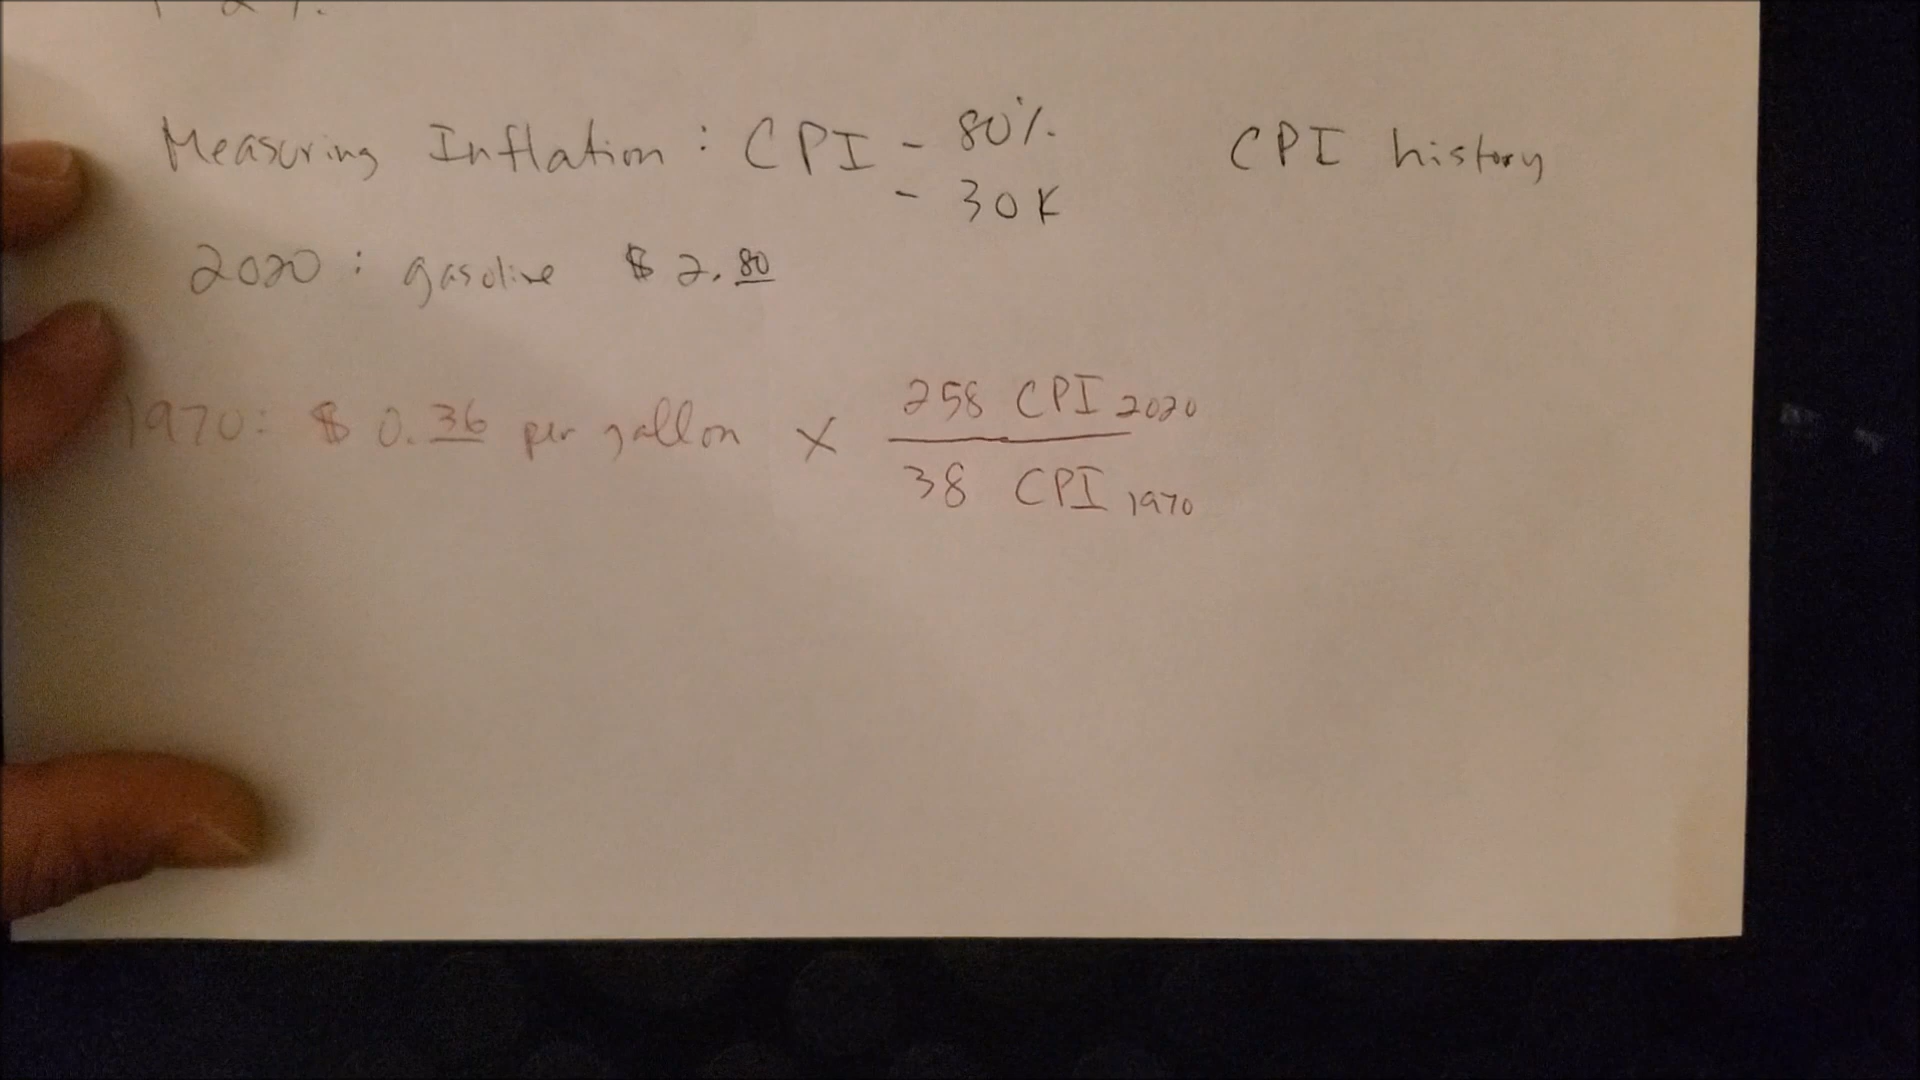 Measuring Inflation : CPI - 80% CPI history
- 30K
2020 : gasoline $ 2.80
1970: $ 0.36 per gallon × 258 CPI 2020
38 CPI 1970